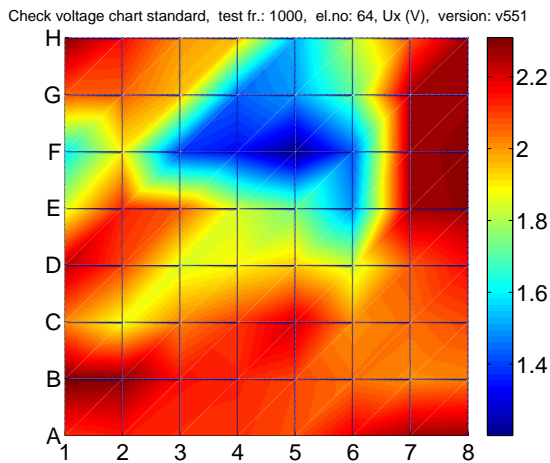 Check voltage chart standard, test fr.: 1000, el.no: 64, Ux (V), version: v551
H
G
F
E
D
C
B
A
1 2 3 4 5 6 7 8
2.2
2
1.8
1.6
1.4